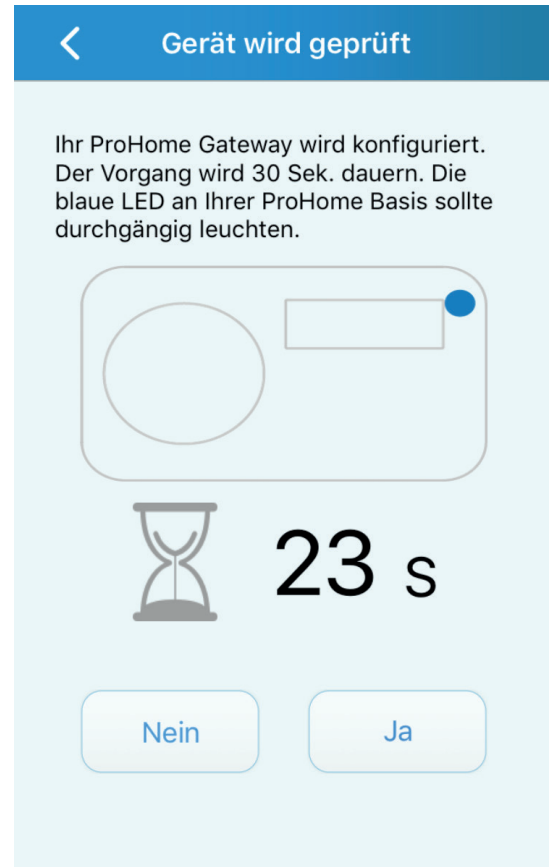 Gerät wird geprüft
Ihr ProHome Gateway wird konfiguriert.
Der Vorgang wird 30 Sek. dauern. Die
blaue LED an Ihrer ProHome Basis sollte
durchgängig leuchten.
23 s
Nein
Ja